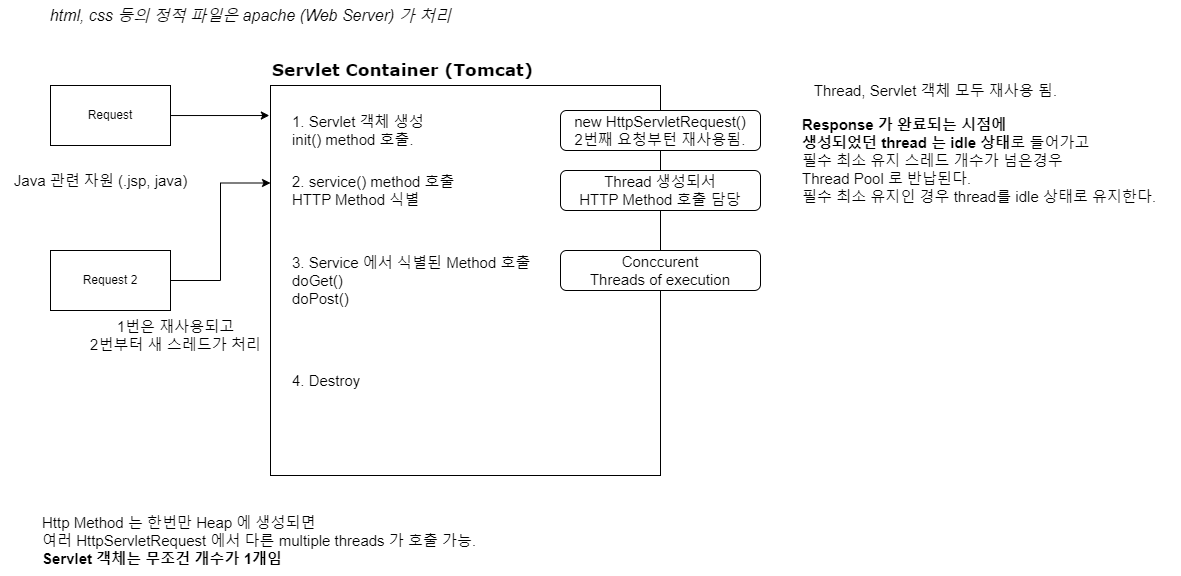 html, css 등의 정적 파일은 apache (Web Server) 가 처리
Servlet Container (Tomcat)
Request
1. Servlet 객체 생성
init() method 호출.
new HttpServletRequest()
2번째 요청부턴 재사용됨.
Thread, Servlet 객체 모두 재사용 됨.
Response 가 완료되는 시점에
생성되었던 thread 는 idle 상태로 들어가고
필수 최소 유지 스레드 개수가 넘은경우
Thread Pool 로 반납된다.
필수 최소 유지인 경우 thread를 idle 상태로 유지한다.
Java 관련 자원 (.jsp, java)
2. service() method 호출
HTTP Method 식별
Thread 생성되서
HTTP Method 호출 담당
Request 2
3. Service 에서 식별된 Method 호출
doGet()
doPost()
Conccurent
Threads of execution
1번은 재사용되고
2번부터 새 스레드가 처리
4. Destroy
Http Method 는 한번만 Heap 에 생성되면
여러 HttpServletRequest 에서 다른 multiple threads 가 호출 가능.
Servlet 객체는 무조건 개수가 1개임